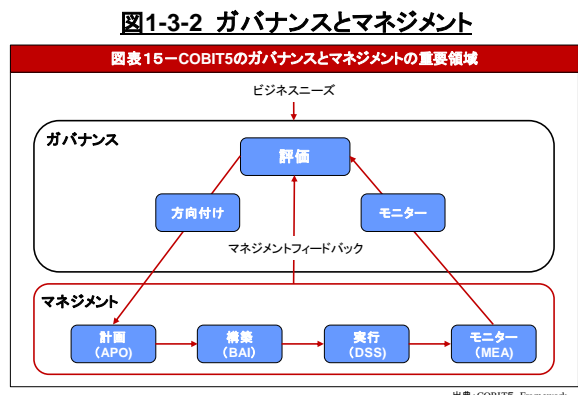 図1-3-2 ガバナンスとマネジメント
図表15ーCOBIT5のガバナンスとマネジメントの重要領域
ビジネスニーズ
ガバナンス
評価
方向付け
モニター
マネジメントフィードバック
マネジメント
計画
(APO)
構築
(BAI)
実行
(DSS)
モニター
(MEA)
出典:COBIT5 Framework